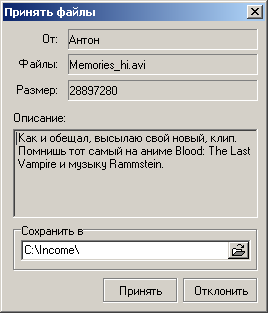 Принять файлы
От: Антон
Файлы: Memories_hi.avi
Размер: 28897280
Описание:
Как и обещал, высылаю свой новый, клип.
Помнишь тот самый на аниме Blood: The Last
Vampire и музыку Rammstein.
Сохранить в
C:\Income\
Принять Отклонить